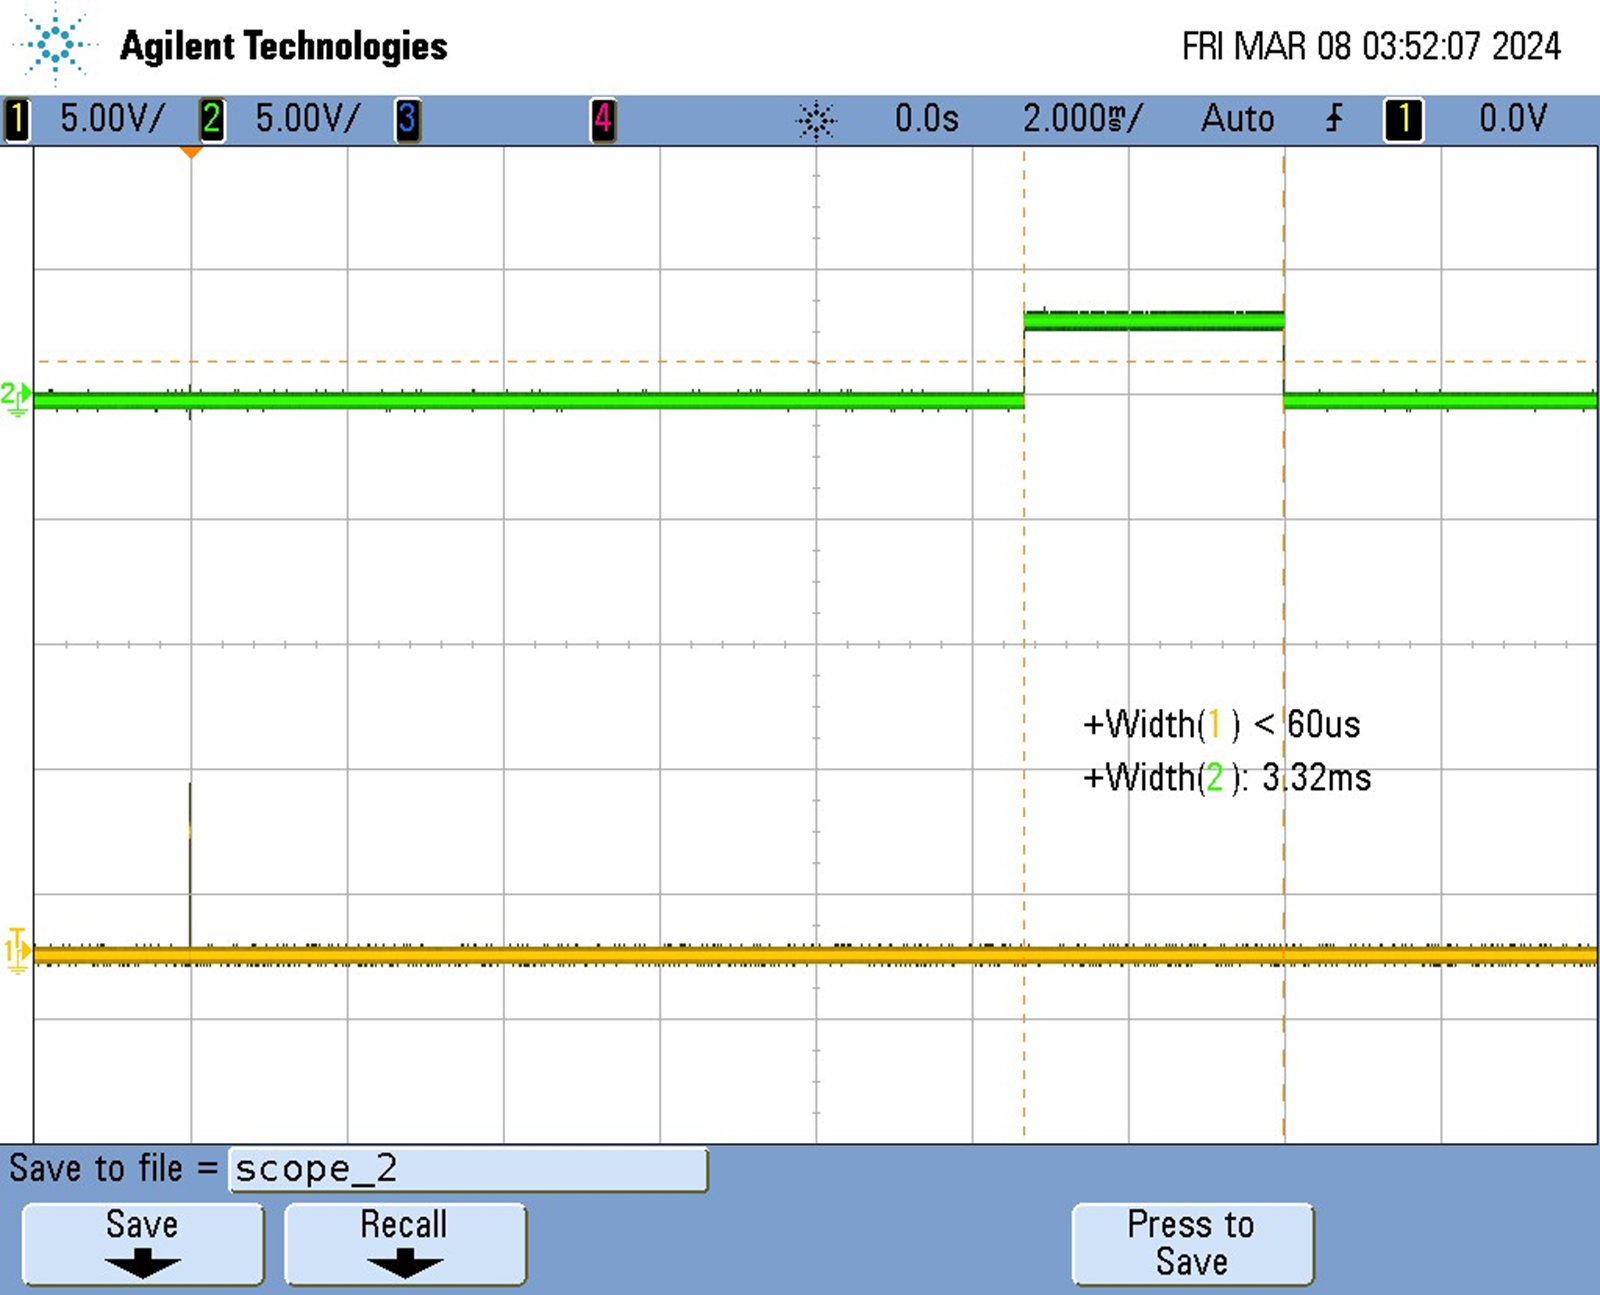 Agilent Technologies
FRI MAR 08 03:52:07 2024
1 5.00V/ 2 5.00V/ 3 4 0.0s 2.000ms/ Auto 1 0.0V
2
+Width(1) < 60us
+Width(2): 3.32ms
T
1
Save to file = scope_2
Save
Recall
Press to
Save